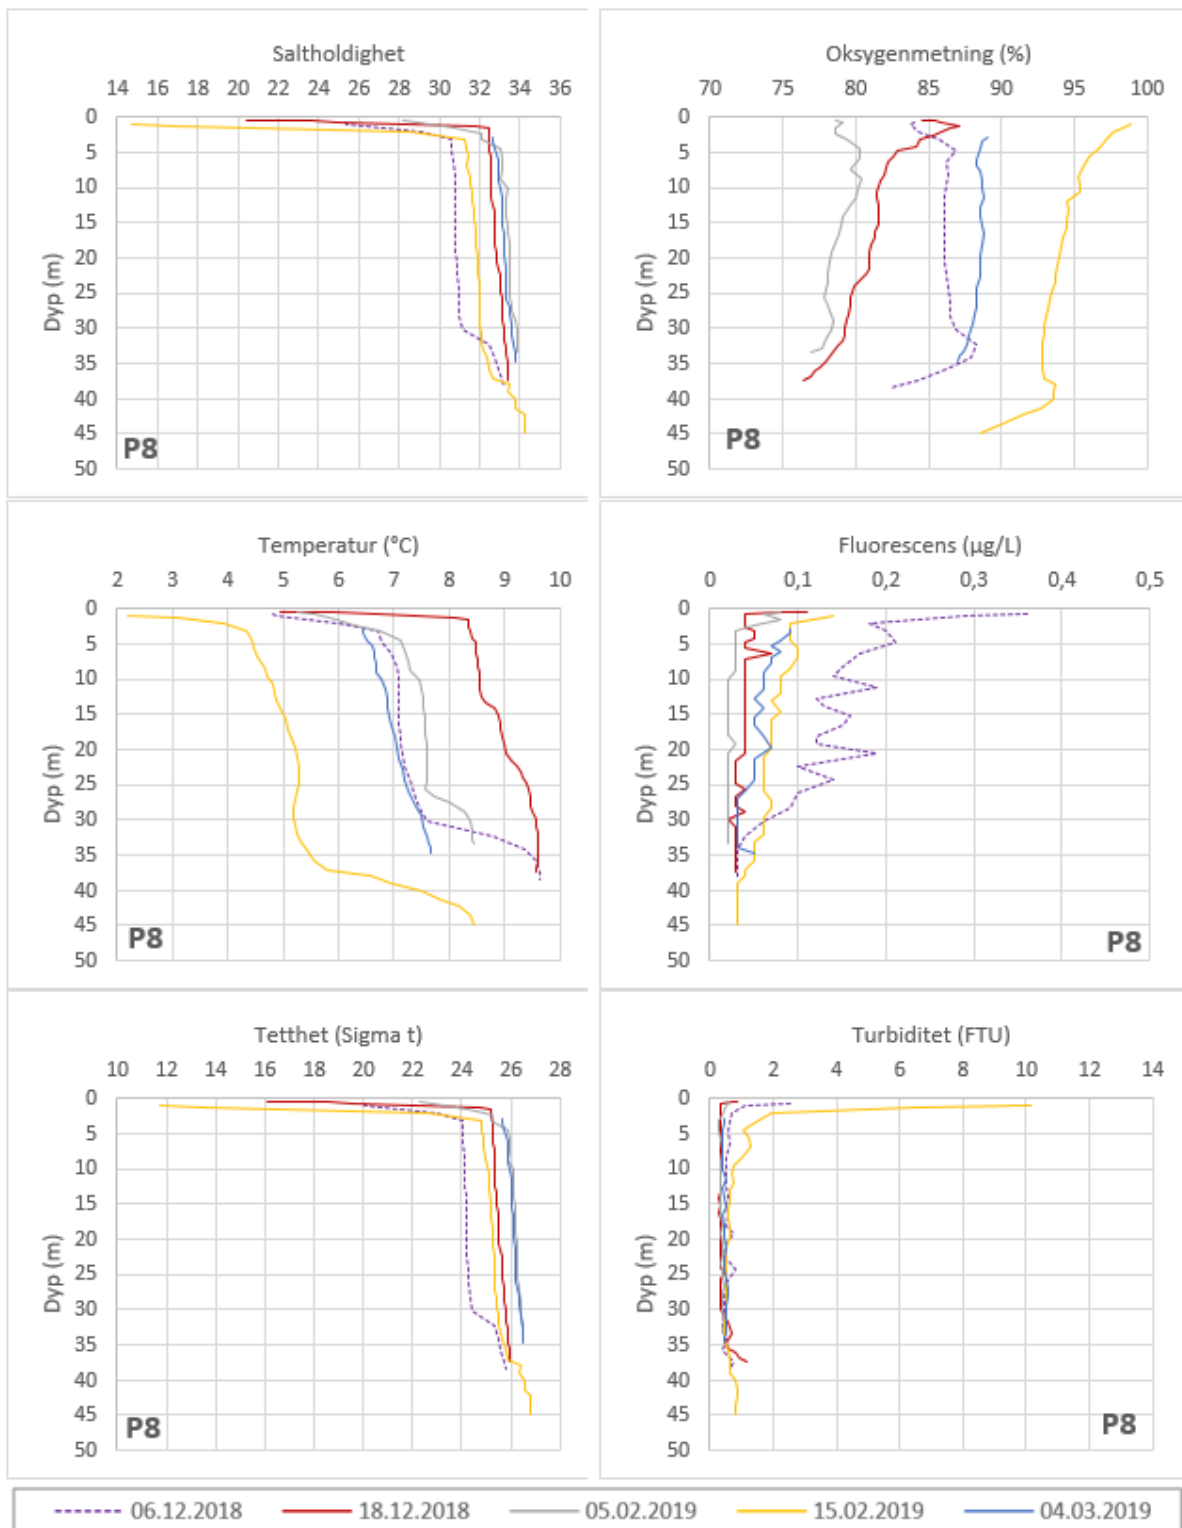 Saltholdighet
14 16 18 20 22 24 26 28 30 32 34 36
0
5
10
15
20
25
30
35
40
45
50
Dyp (m)
P8
Oksygenmetning (%)
70 75 80 85 90 95 100
0
5
10
15
20
25
30
35
40
45
50
Dyp (m)
P8
Temperatur (°C)
2 3 4 5 6 7 8 9 10
0
5
10
15
20
25
30
35
40
45
50
Dyp (m)
P8
Fluorescens (µg/L)
0 0,1 0,2 0,3 0,4 0,5
0
5
10
15
20
25
30
35
40
45
50
Dyp (m)
P8
Tetthet (Sigma t)
10 12 14 16 18 20 22 24 26 28
0
5
10
15
20
25
30
35
40
45
50
Dyp (m)
P8
Turbiditet (FTU)
0 2 4 6 8 10 12 14
0
5
10
15
20
25
30
35
40
45
50
Dyp (m)
P8
06.12.2018 18.12.2018 05.02.2019 15.02.2019 04.03.2019